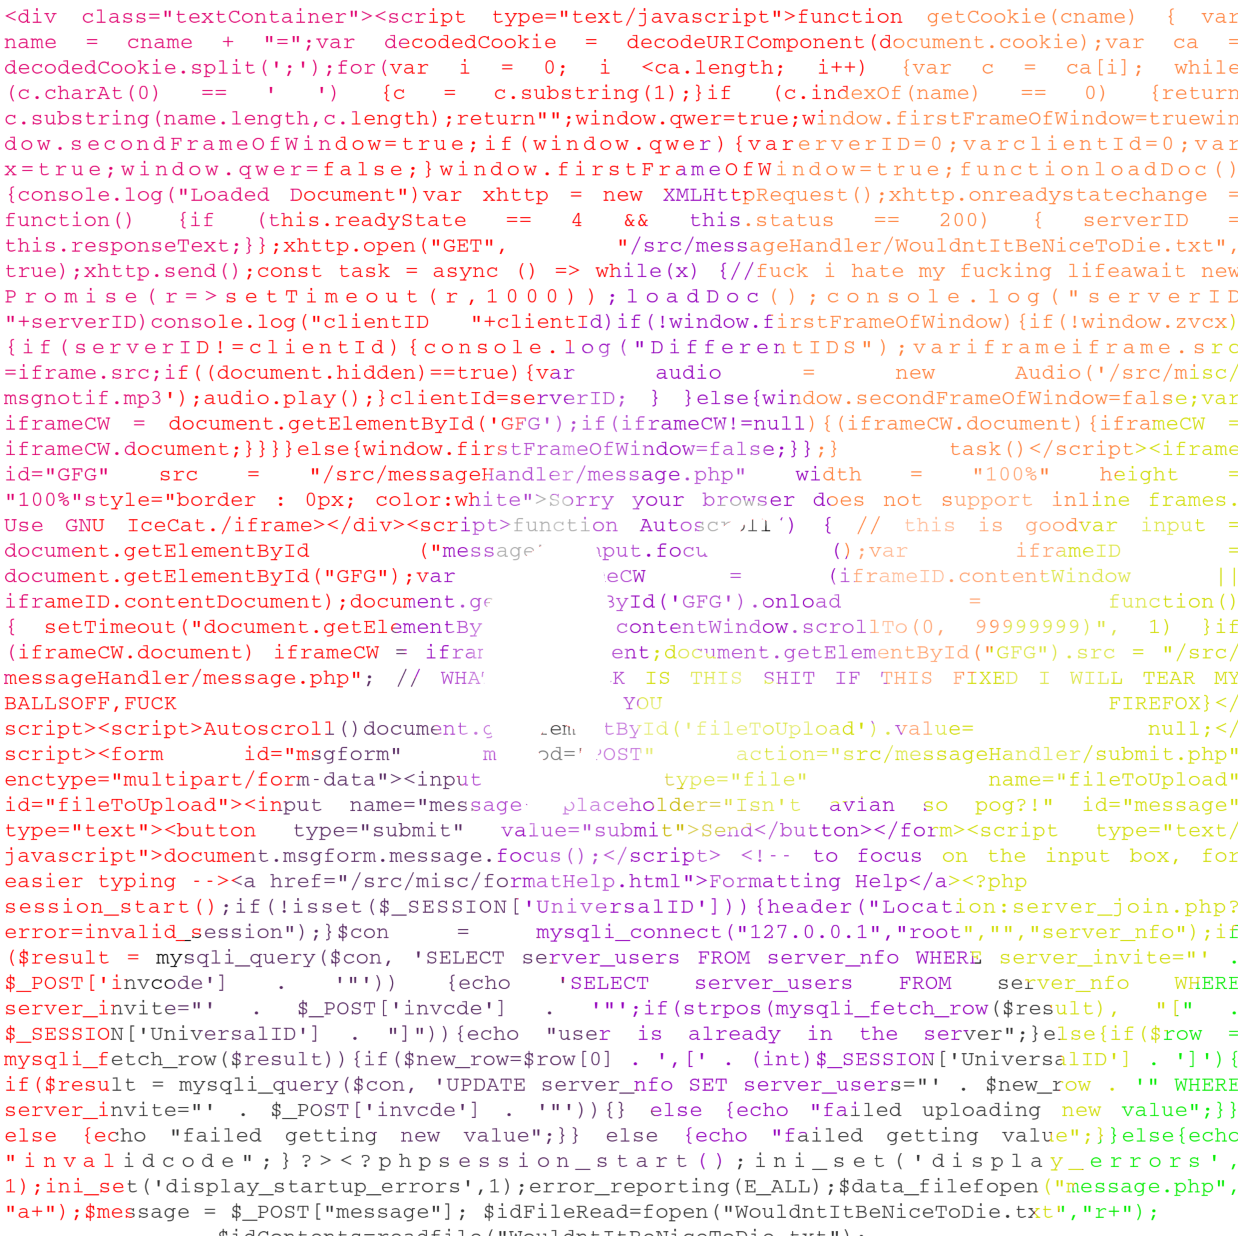 <div class="textContainer"><script type="text/javascript">function getCookie(cname) { var
name = cname + "=";var decodedCookie = decodeURIComponent(document.cookie);var ca =
decodedCookie.split(';');for(var i = 0; i <ca.length; i++) {var c = ca[i]; while
(c.charAt(0) == ' ') {c = c.substring(1);}if (c.indexOf(name) == 0) {return
c.substring(name.length,c.length);return"";window.qwer=true;window.firstFrameOfWindow=truewin
dow.secondFrameOfWindow=true;if(window.qwer){varerverID=0;varclientId=0;var
x=true;window.qwer=false;}window.firstFrameOfWindow=true;functionloadDoc()
{console.log("Loaded Document")var xhttp = new XMLHttpRequest();xhttp.onreadystatechange =
function() {if (this.readyState == 4 && this.status == 200) { serverID =
this.responseText;}};xhttp.open("GET", "/src/messageHandler/WouldntItBeNiceToDie.txt",
true);xhttp.send();const task = async () => while(x) {//fuck i hate my fucking lifeawait new
Promise(r=>setTimeout(r,1000));loadDoc();console.log("serverID
"+serverID)console.log("clientID "+clientId)if(!window.firstFrameOfWindow){if(!window.zvcx)
{if(serverID!=clientId){console.log("DifferentIDS");variframeiframe.src
=iframe.src;if((document.hidden)==true){var audio = new Audio('/src/misc/
msgnotif.mp3');audio.play();}clientId=serverID; } }else{window.secondFrameOfWindow=false;var
iframeCW = document.getElementById('GFG');if(iframeCW!=null){(iframeCW.document){iframeCW =
iframeCW.document;}}}}else{window.firstFrameOfWindow=false;}};} task()</script><iframe
id="GFG" src = "/src/messageHandler/message.php" width = "100%" height =
"100%"style="border : 0px; color:white">Sorry your browser does not support inline frames.
Use GNU IceCat./iframe></div><script>function Autoscroll() { // this is goodvar input =
document.getElementById ("message put.focu ();var iframeID =
document.getElementById("GFG");var eCW = (iframeID.contentWindow ||
iframeID.contentDocument);document.ge ById('GFG').onload = function()
{ setTimeout("document.getElementBy contentWindow.scrollTo(0, 99999999)", 1) }if
(iframeCW.document) iframeCW = ifra ent;document.getElementById("GFG").src = "/src/
messageHandler/message.php"; // WHA K IS THIS SHIT IF THIS FIXED I WILL TEAR MY
BALLSOFF,FUCK YOU FIREFOX}</
script><script>Autoscroll()document.g lem tById('fileToUpload').value= null;</
script><form id="msgform" m od="POST" action="src/messageHandler/submit.php"
enctype="multipart/form-data"><input type="file" name="fileToUpload"
id="fileToUpload"><input name="message placeholder="Isn't avian so pog?!" id="message"
type="text"><button type="submit" value="submit">Send</button></form><script type="text/
javascript">document.msgform.message.focus();</script> <!-- to focus on the input box, for
easier typing --><a href="/src/misc/formatHelp.html">Formatting Help</a><?php
session_start();if(!isset($_SESSION['UniversalID'])){header("Location:server_join.php?
error=invalid_session");}$con = mysqli_connect("127.0.0.1","root","","server_nfo");if
($result = mysqli_query($con, 'SELECT server_users FROM server_nfo WHERE server_invite="' .
$_POST['invcode'] . '"')) {echo 'SELECT server_users FROM server_nfo WHERE
server_invite="' . $_POST['invcde'] . '"';if(strpos(mysqli_fetch_row($result), "[" .
$_SESSION['UniversalID'] . "]")){echo "user is already in the server";}else{if($row =
mysqli_fetch_row($result)){if($new_row=$row[0] . ',[' . (int)$_SESSION['UniversalID'] . ']'){
if($result = mysqli_query($con, 'UPDATE server_nfo SET server_users="' . $new_row . '" WHERE
server_invite="' . $_POST['invcde'] . '"')){} else {echo "failed uploading new value";}}
else {echo "failed getting new value";}} else {echo "failed getting value";}}else{echo
"invalidcode";}?><?phpsession_start();ini_set('display_errors',
1);ini_set('display_startup_errors',1);error_reporting(E_ALL);$data_filefopen("message.php",
"a+");$message = $_POST["message"]; $idFileRead=fopen("WouldntItBeNiceToDie.txt","r+");
$idContents=readfile("WouldntItBeNiceToDie.txt");